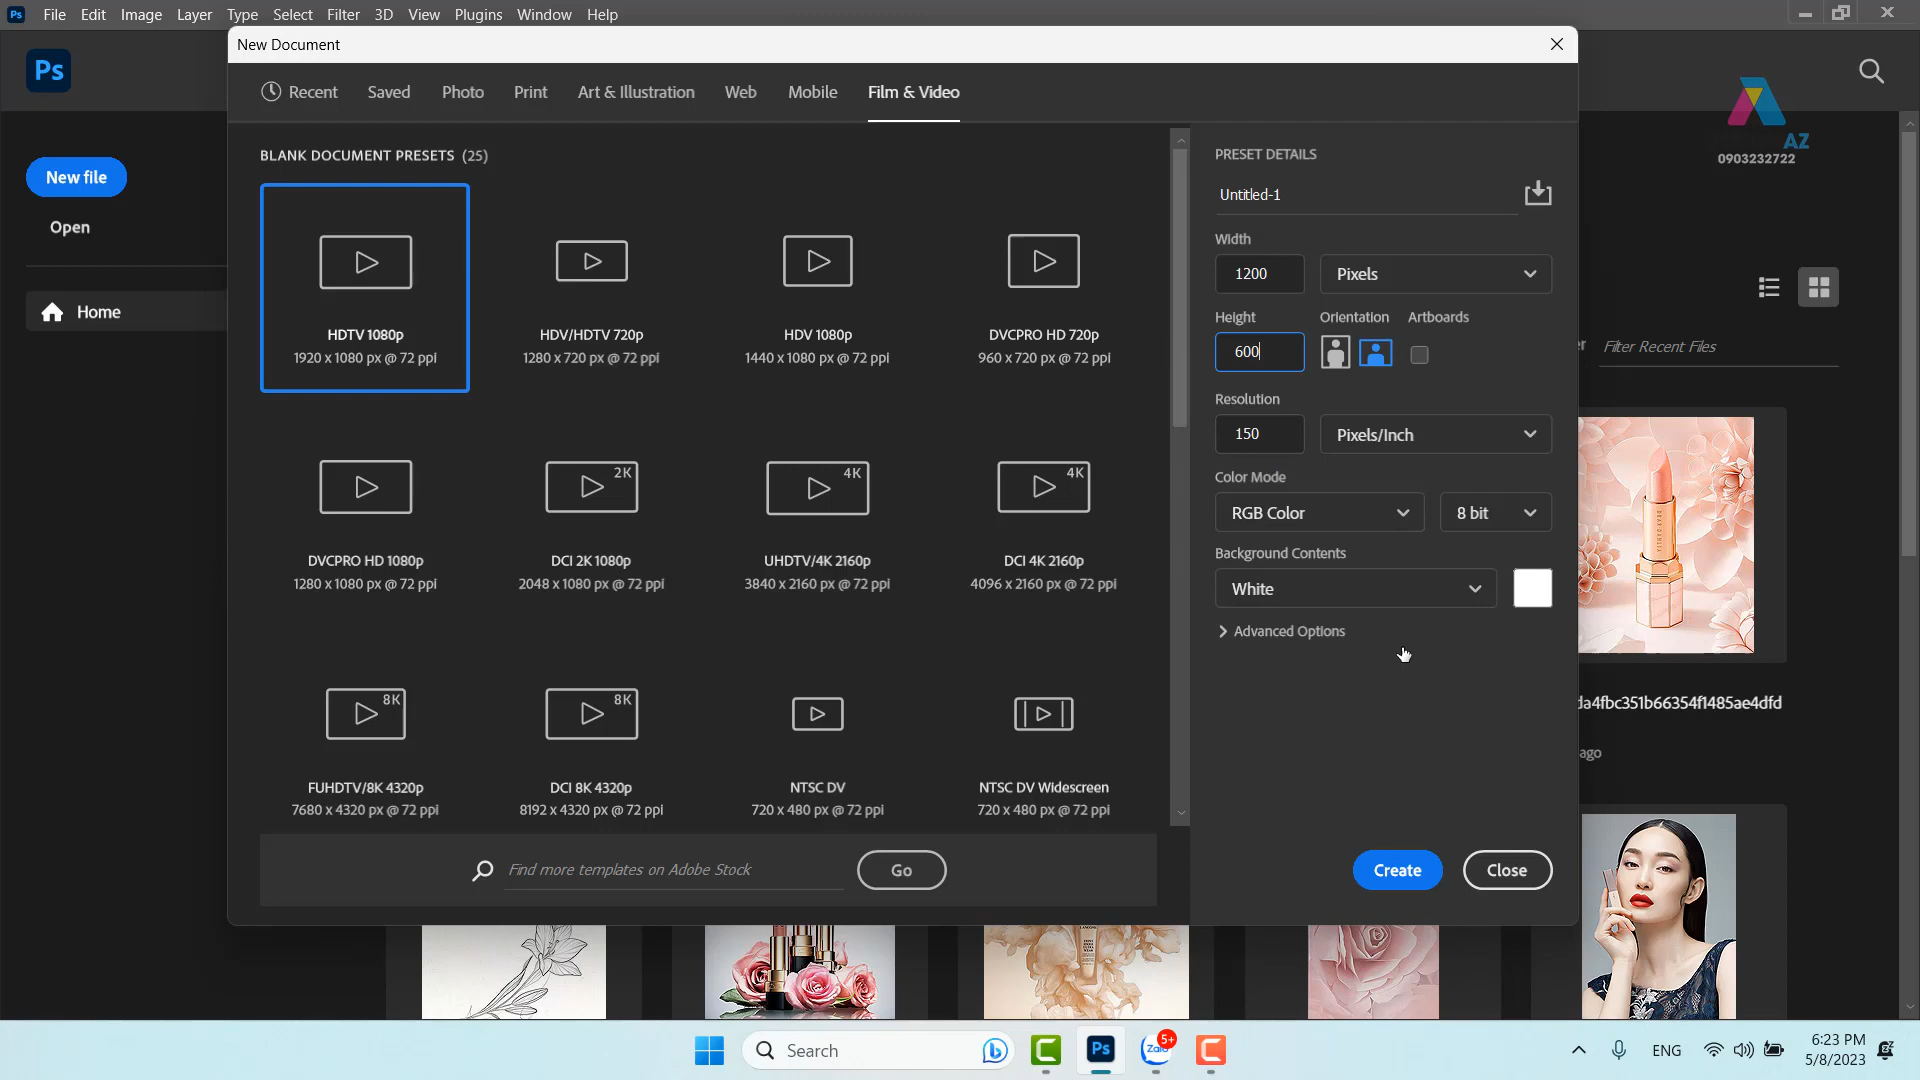 Ps File Edit Image Layer Type Select Filter 3D View Plugins Window Help
New Document
Ps
Recent Saved Photo Print Art & Illustration Web Mobile Film & Video
AZ
0903232722
New file
Open
Home
BLANK DOCUMENT PRESETS (25)
HDTV 1080p
1920 x 1080 px @ 72 ppi
HDV/HDTV 720p
1280 x 720 px @ 72 ppi
HDV 1080p
1440 x 1080 px @ 72 ppi
DVCPRO HD 720p
960 x 720 px @ 72 ppi
2K
4K
4K
DVCPRO HD 1080p
1280 x 1080 px @ 72 ppi
DCI 2K 1080p
2048 x 1080 px @ 72 ppi
UHDTV/4K 2160p
3840 x 2160 px @ 72 ppi
DCI 4K 2160p
4096 x 2160 px @ 72 ppi
8K
8K
FUHDTV/8K 4320p
7680 x 4320 px @ 72 ppi
DCI 8K 4320p
8192 x 4320 px @ 72 ppi
NTSC DV
720 x 480 px @ 72 ppi
NTSC DV Widescreen
720 x 480 px @ 72 ppi
Find more templates on Adobe Stock
Go
PRESET DETAILS
Untitled-1
Width
1200 Pixels
Height Orientation Artboards
600
Resolution
150 Pixels/Inch
Color Mode
RGB Color 8 bit
Background Contents
White
Advanced Options
Create Close
er Filter Recent Files
da4fbc351b66354f1485ae4dfd
ago
Search
Ps
Zalo
5+
ENG
6:23 PM
5/8/2023